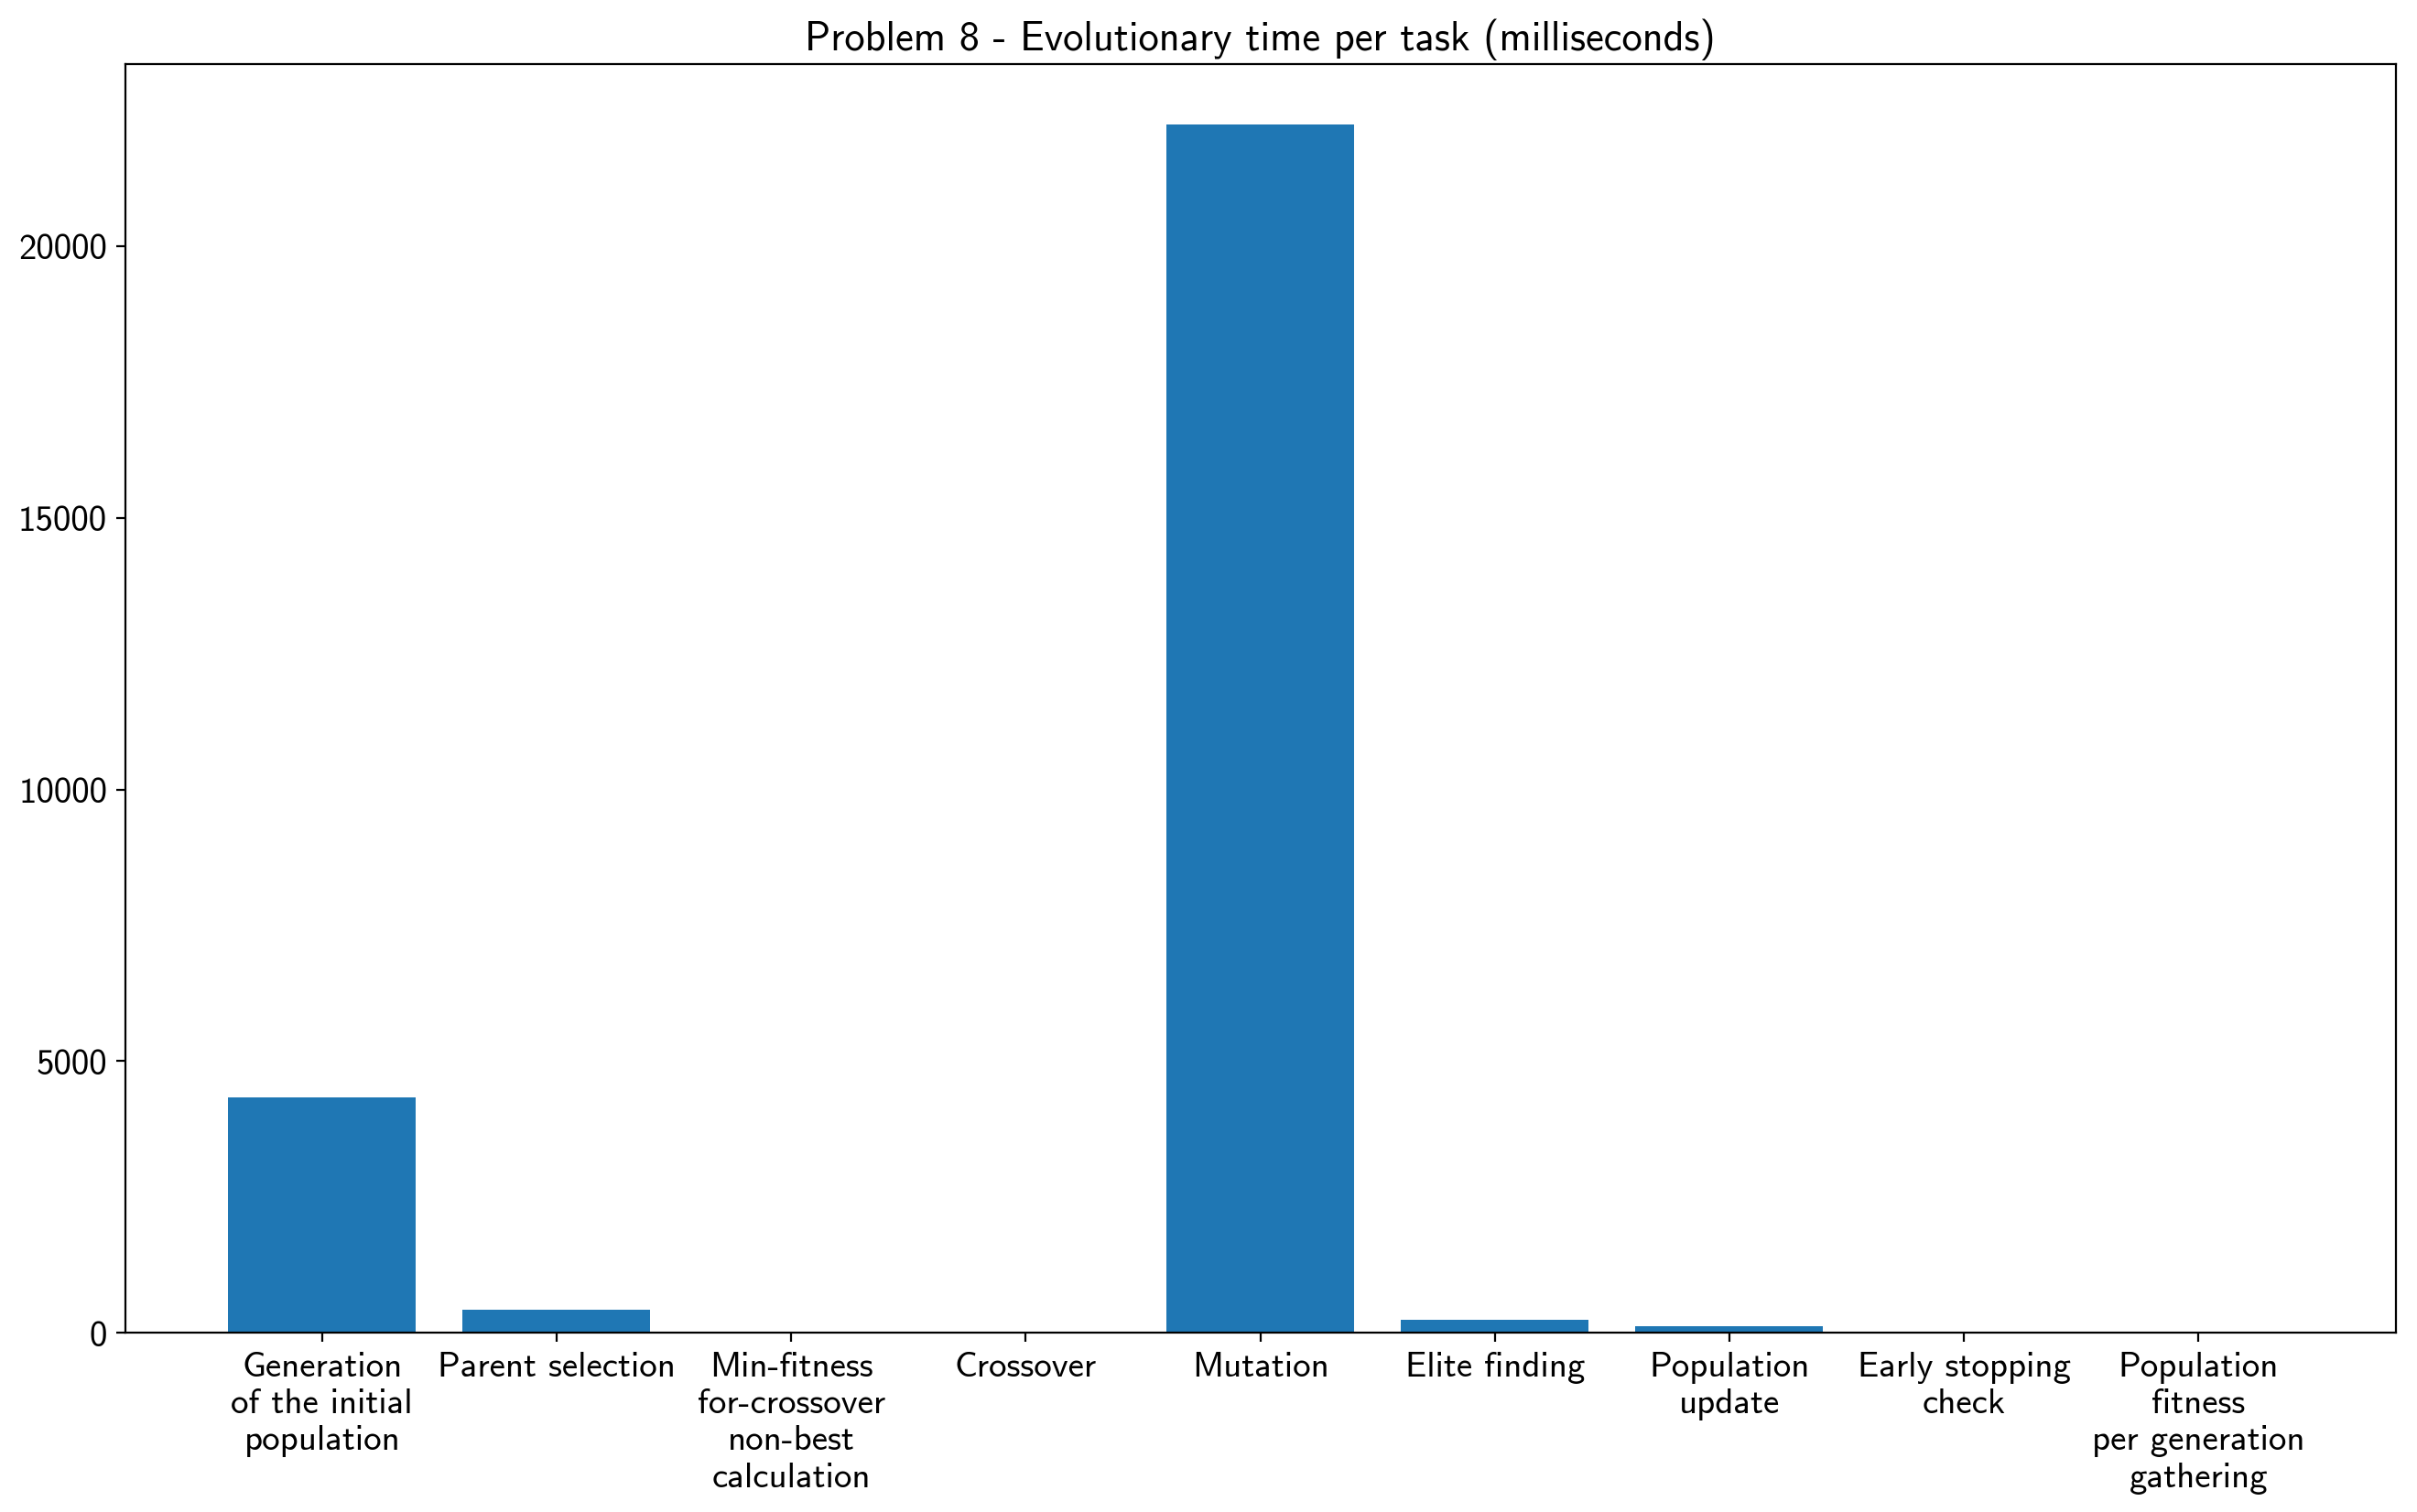 Problem 8 - Evolutionary time per task (milliseconds)
20000
15000
10000
5000
0
Generation
of the initial
population
Parent selection
Min-fitness
for-crossover
non-best
calculation
Crossover
Mutation
Elite finding
Population
update
Early stopping
check
Population
fitness
per generation
gathering